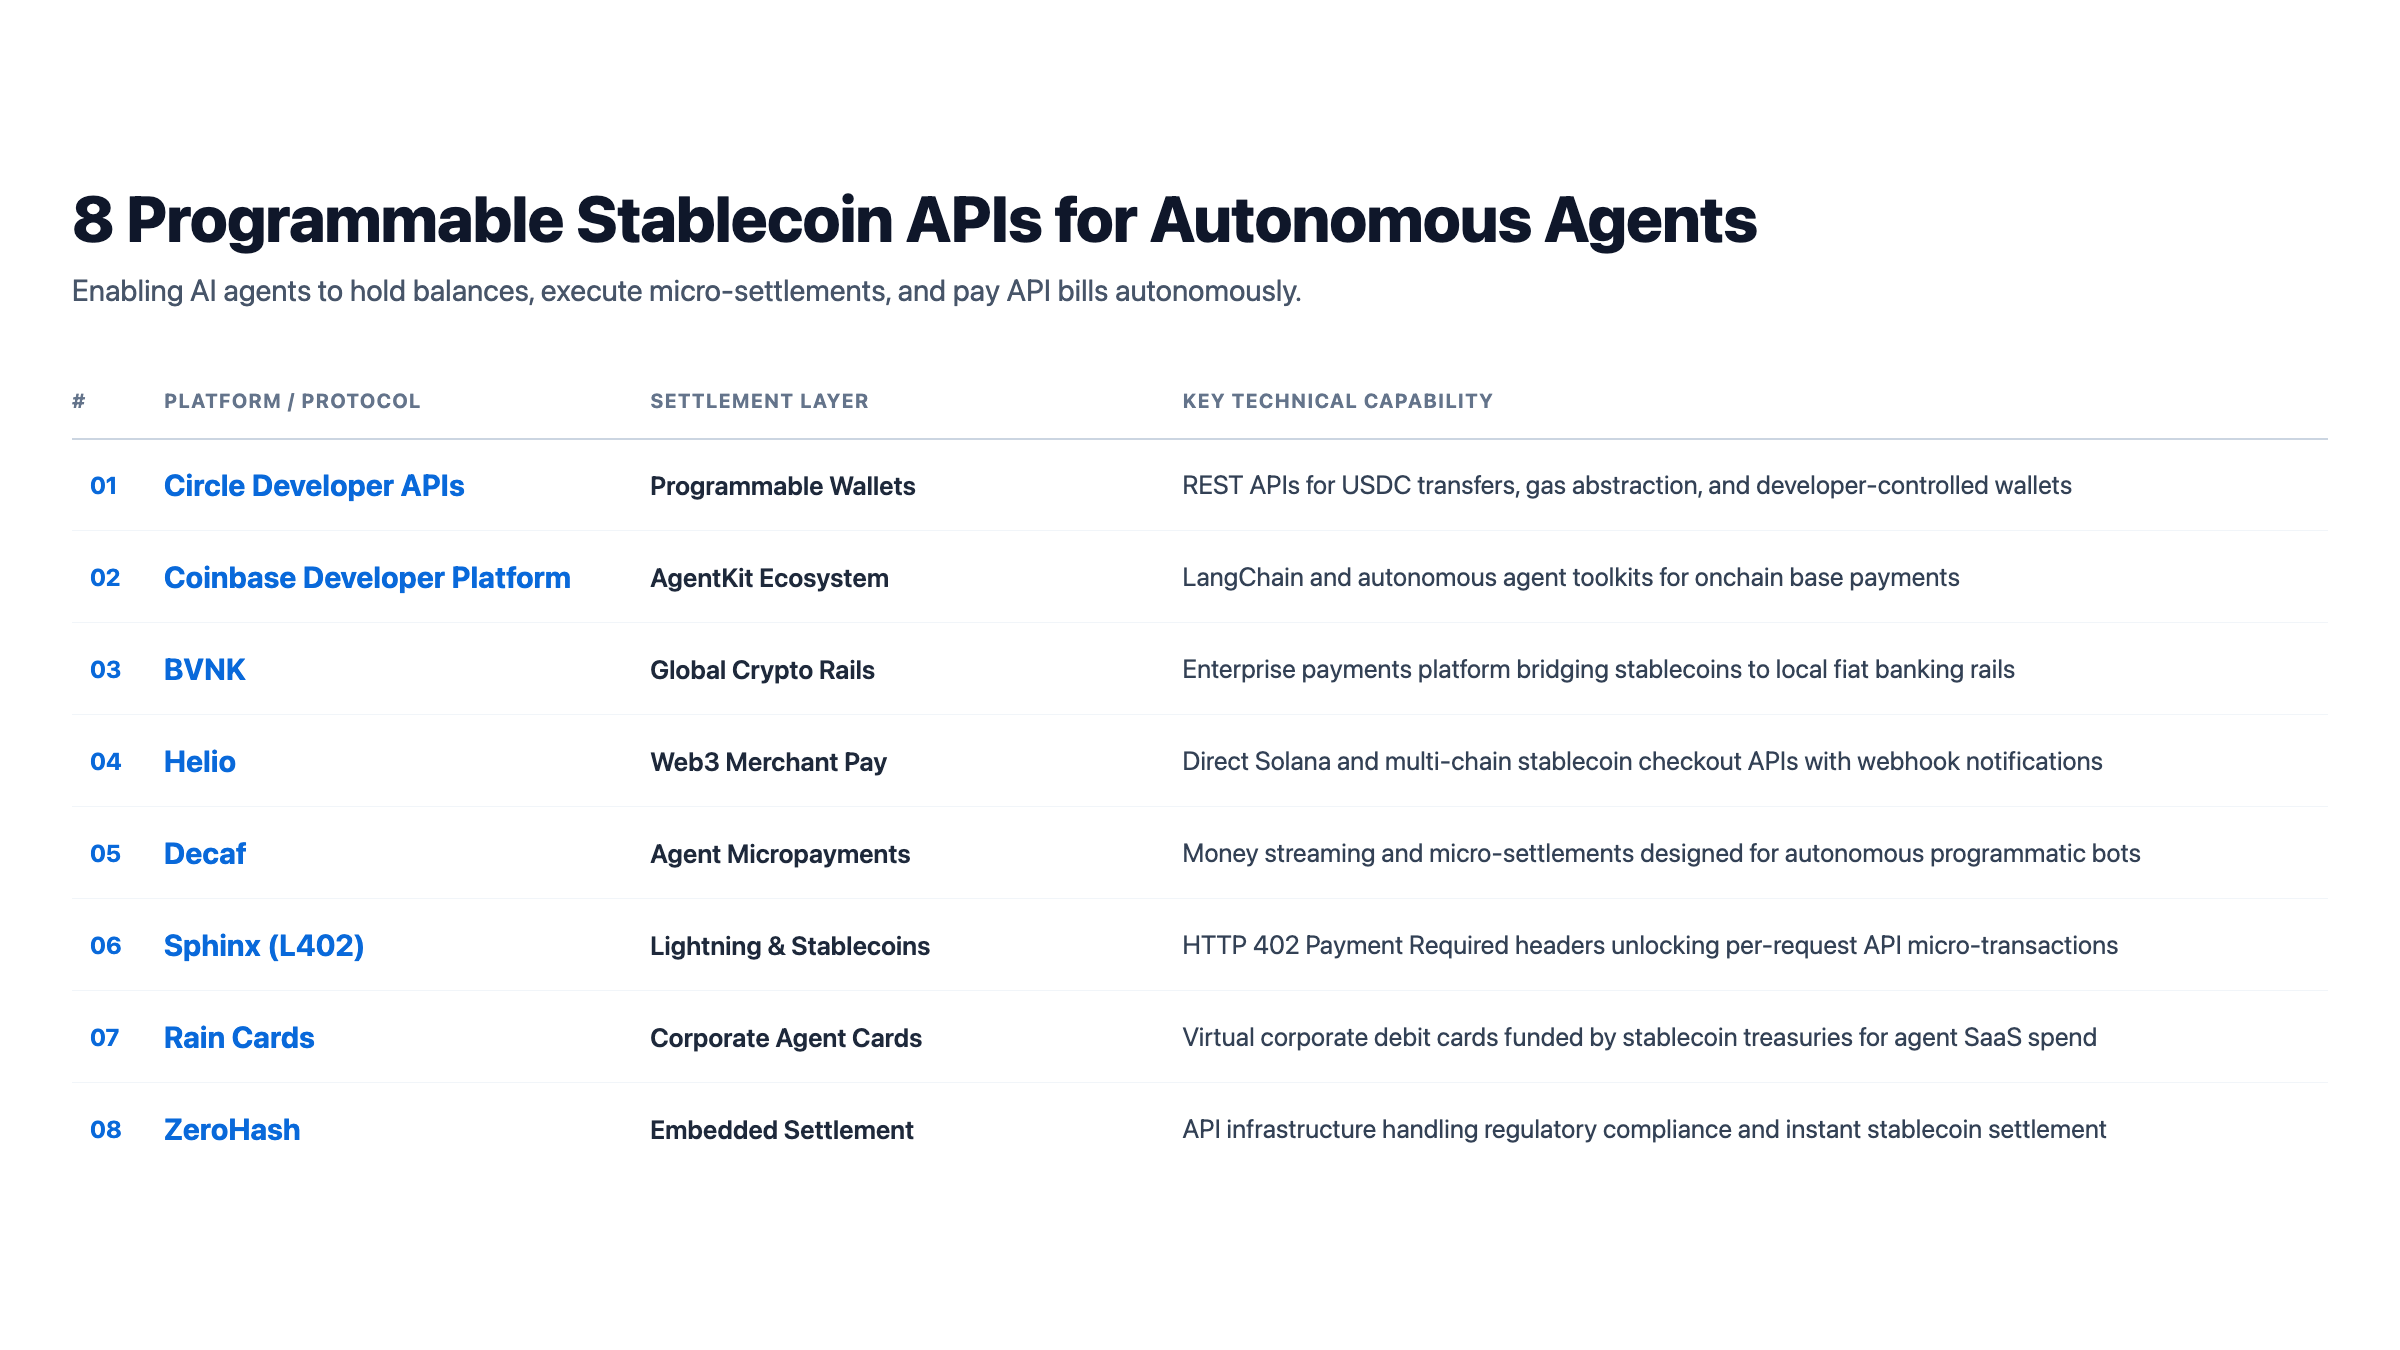 8 Programmable Stablecoin APIs for Autonomous Agents
Enabling AI agents to hold balances, execute micro-settlements, and pay API bills autonomously.
# PLATFORM / PROTOCOL SETTLEMENT LAYER KEY TECHNICAL CAPABILITY
01 Circle Developer APIs Programmable Wallets REST APIs for USDC transfers, gas abstraction, and developer-controlled wallets
02 Coinbase Developer Platform AgentKit Ecosystem LangChain and autonomous agent toolkits for onchain base payments
03 BVNK Global Crypto Rails Enterprise payments platform bridging stablecoins to local fiat banking rails
04 Helio Web3 Merchant Pay Direct Solana and multi-chain stablecoin checkout APIs with webhook notifications
05 Decaf Agent Micropayments Money streaming and micro-settlements designed for autonomous programmatic bots
06 Sphinx (L402) Lightning & Stablecoins HTTP 402 Payment Required headers unlocking per-request API micro-transactions
07 Rain Cards Corporate Agent Cards Virtual corporate debit cards funded by stablecoin treasuries for agent SaaS spend
08 ZeroHash Embedded Settlement API infrastructure handling regulatory compliance and instant stablecoin settlement